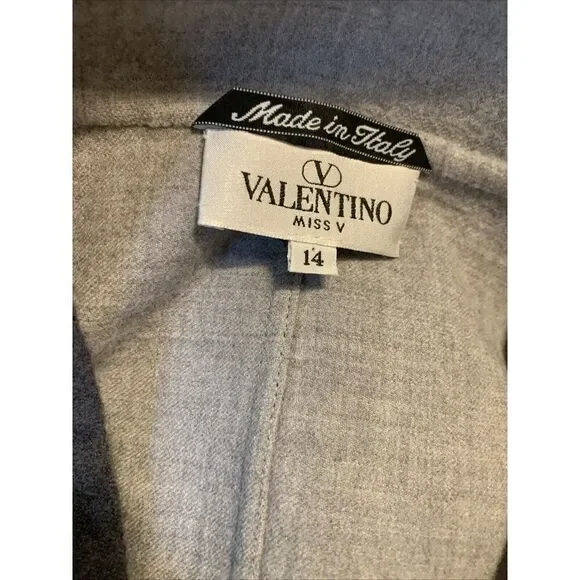 Made in Italy
V
VALENTINO
MISS V
14